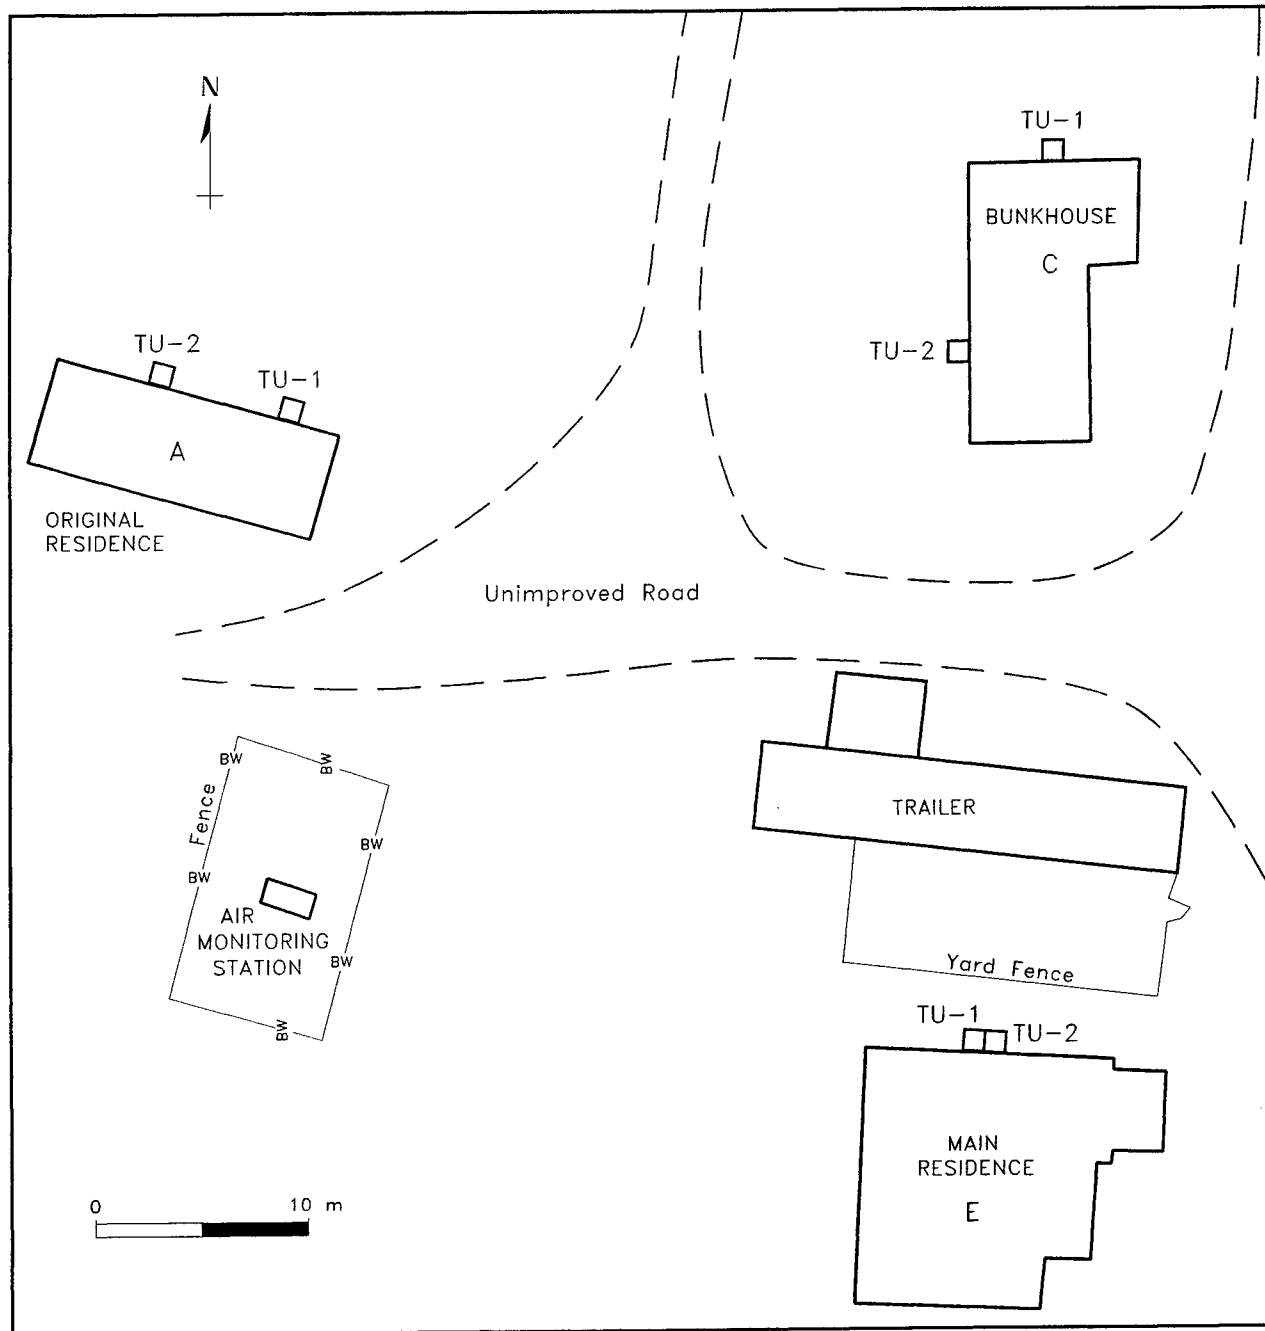 N
TU-1
BUNKHOUSE
C
TU-2
TU-2
TU-1
A
ORIGINAL
RESIDENCE
Unimproved Road
BW
BW
Fence
TRAILER
BW
BW
AIR
MONITORING
STATION
BW
BW
Yard Fence
TU-1
TU-2
MAIN
RESIDENCE
E
0 10 m